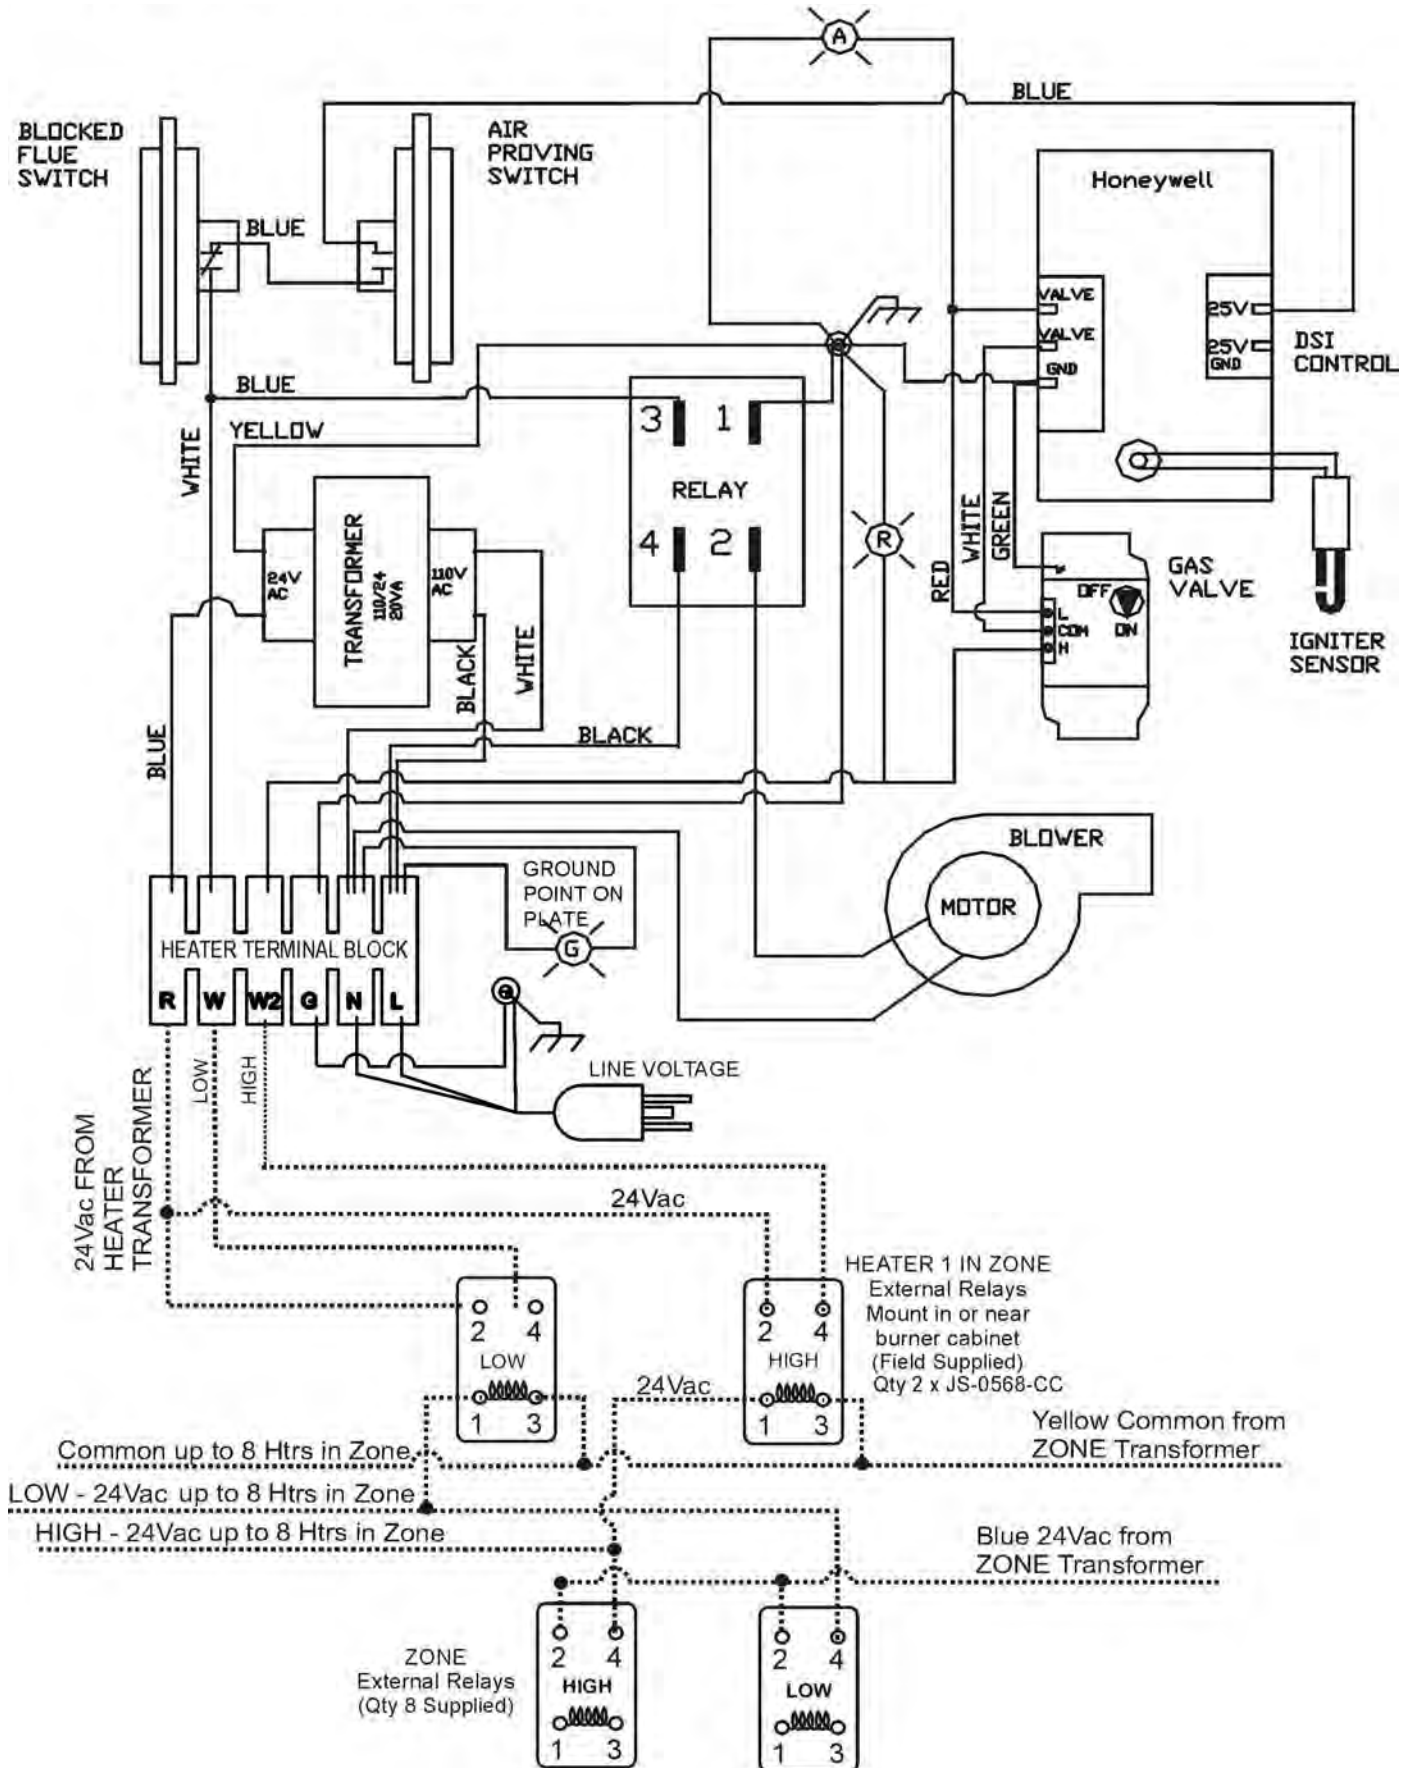 A
BLUE
BLOCKED
FLUE
SWITCH
AIR
PROVING
SWITCH
Honeywell
BLUE
VALVE
VALVE
GND
25V
25V
GND
DSI
CONTROL
BLUE
YELLOW
WHITE
3 1
RELAY
4 2
24V
AC
TRANSFORMER
110/24
20VA
110V
AC
R
RED
WHITE
GREEN
OFF
ON
L
COM
H
GAS
VALVE
IGNITER
SENSOR
BLACK
WHITE
BLUE
BLACK
BLOWER
MOTOR
GROUND
POINT ON
PLATE
G
HEATER TERMINAL BLOCK
R W W2 G N L
LOW
HIGH
LINE VOLTAGE
24Vac FROM
HEATER
TRANSFORMER
24Vac
2 4
LOW
1 3
2 4
HIGH
1 3
HEATER 1 IN ZONE
External Relays
Mount in or near
burner cabinet
(Field Supplied)
Qty 2 x JS-0568-CC
24Vac
Yellow Common from
ZONE Transformer
Common up to 8 Htrs in Zone
LOW - 24Vac up to 8 Htrs in Zone
HIGH - 24Vac up to 8 Htrs in Zone
Blue 24Vac from
ZONE Transformer
ZONE
External Relays
(Qty 8 Supplied)
2 4
HIGH
1 3
2 4
LOW
1 3